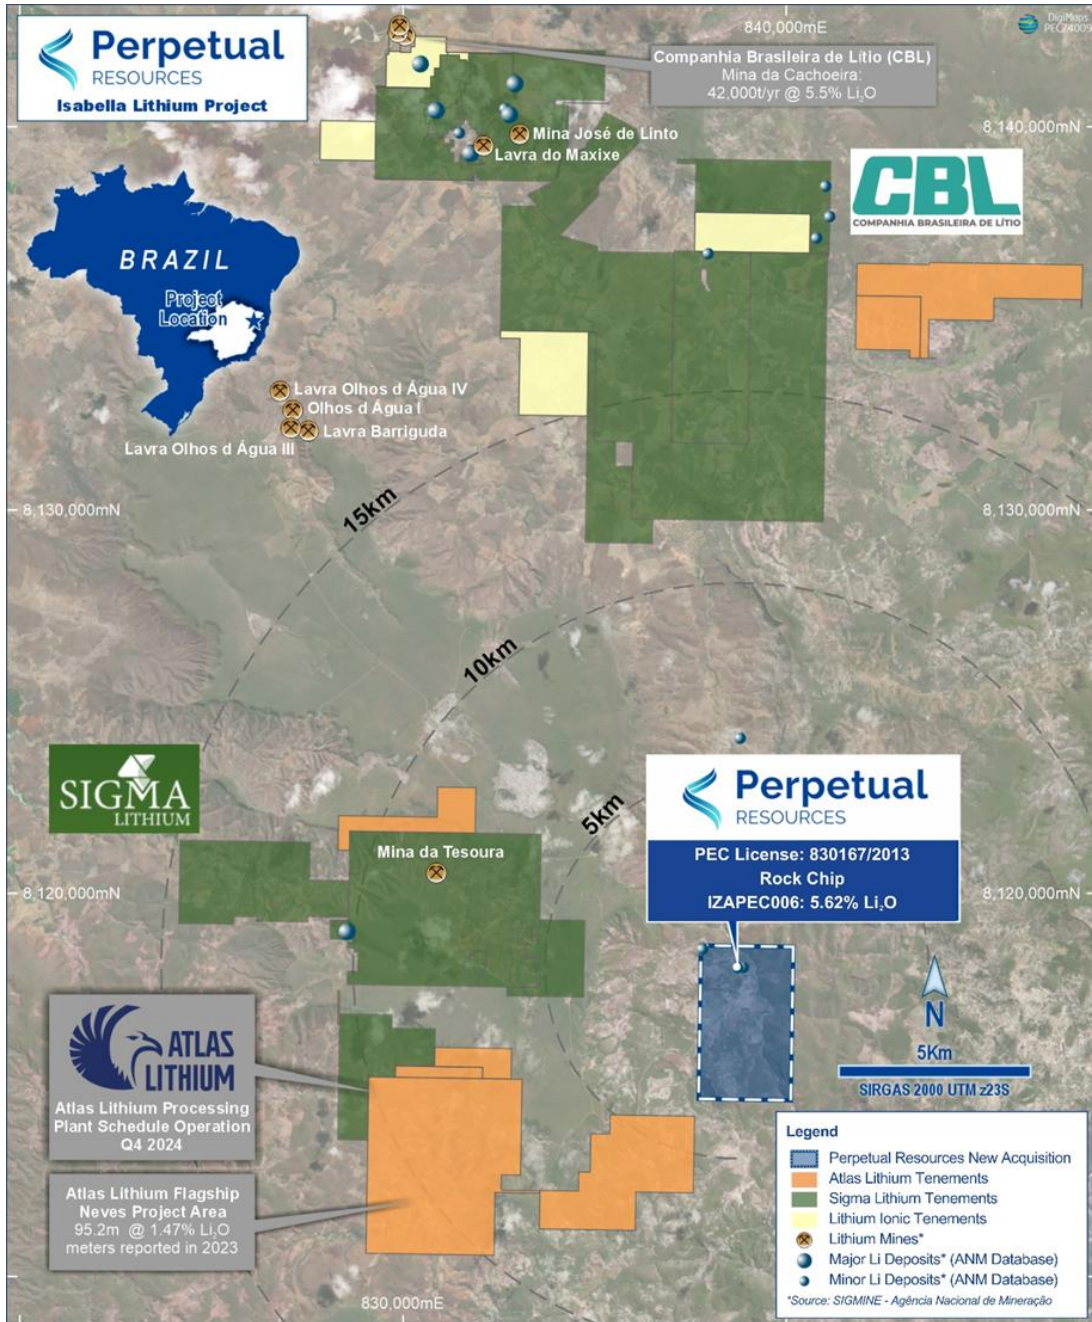 Perpetual
RESOURCES
Isabella Lithium Project
840,000mE
DigiMaps
PEC24009
Companhia Brasileira de Lítio (CBL)
Mina da Cachoeira:
42,000t/yr @ 5.5% Li₂O
8,140,000mN
Mina José de Linto
Lavra do Maxixe
CBL
COMPANHIA BRASILEIRA DE LÍTIO
BRAZIL
Project
Location
Lavra Olhos d Água IV
Olhos d Água I
Lavra Barriguda
Lavra Olhos d Água III
15km
8,130,000mN
8,130,000mN
10km
SIGMA
LITHIUM
5km
Perpetual
RESOURCES
PEC License: 830167/2013
Rock Chip
IZAPEC006: 5.62% Li₂O
Mina da Tesoura
8,120,000mN
8,120,000mN
N
5Km
SIRGAS 2000 UTM z23S
ATLAS
LITHIUM
Atlas Lithium Processing
Plant Schedule Operation
Q4 2024
Atlas Lithium Flagship
Neves Project Area
95.2m @ 1.47% Li₂O
meters reported in 2023
830,000mE
Legend
Perpetual Resources New Acquisition
Atlas Lithium Tenements
Sigma Lithium Tenements
Lithium Ionic Tenements
Lithium Mines*
Major Li Deposits* (ANM Database)
Minor Li Deposits* (ANM Database)
*Source: SIGMINE - Agência Nacional de Mineração